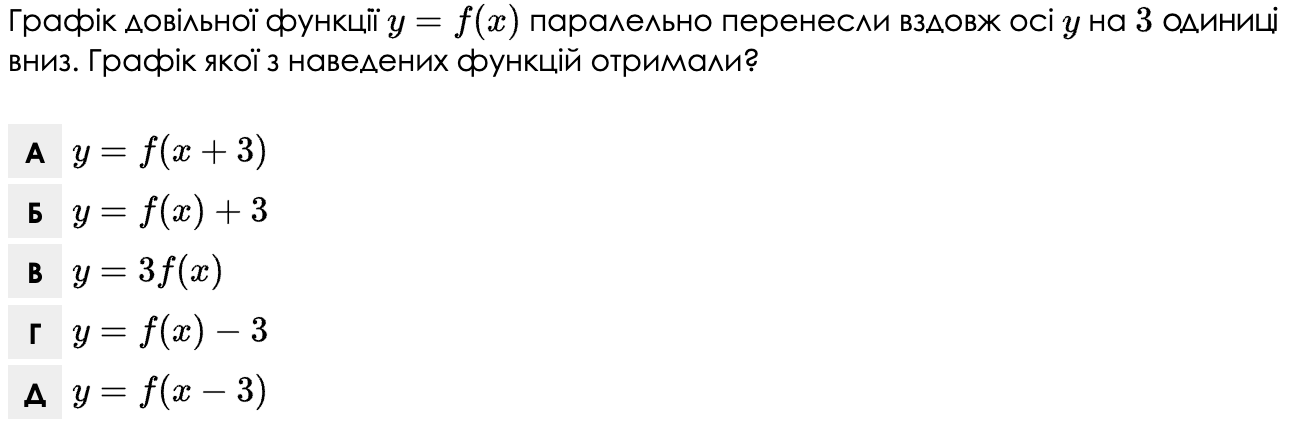 Графік довільної функції y = f(x) паралельно перенесли вздовж осі y на 3 одиниці
вниз. Графік якої з наведених функцій отримали?
А y = f(x + 3)
Б y = f(x) + 3
В y = 3f(x)
Г y = f(x) − 3
Д y = f(x − 3)